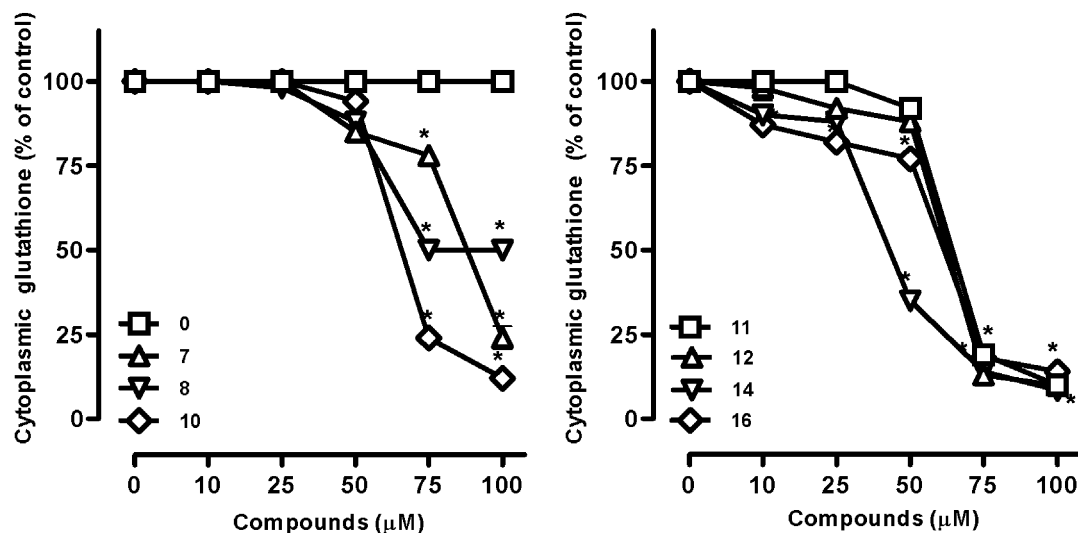 Cytoplasmic glutathione (% of control)
100
75
50
25
0
0
7
8
10
0 10 25 50 75 100
Compounds (μM)
* * * * * *
Cytoplasmic glutathione (% of control)
100
75
50
25
0
11
12
14
16
0 10 25 50 75 100
Compounds (μM)
* * * * * * * *